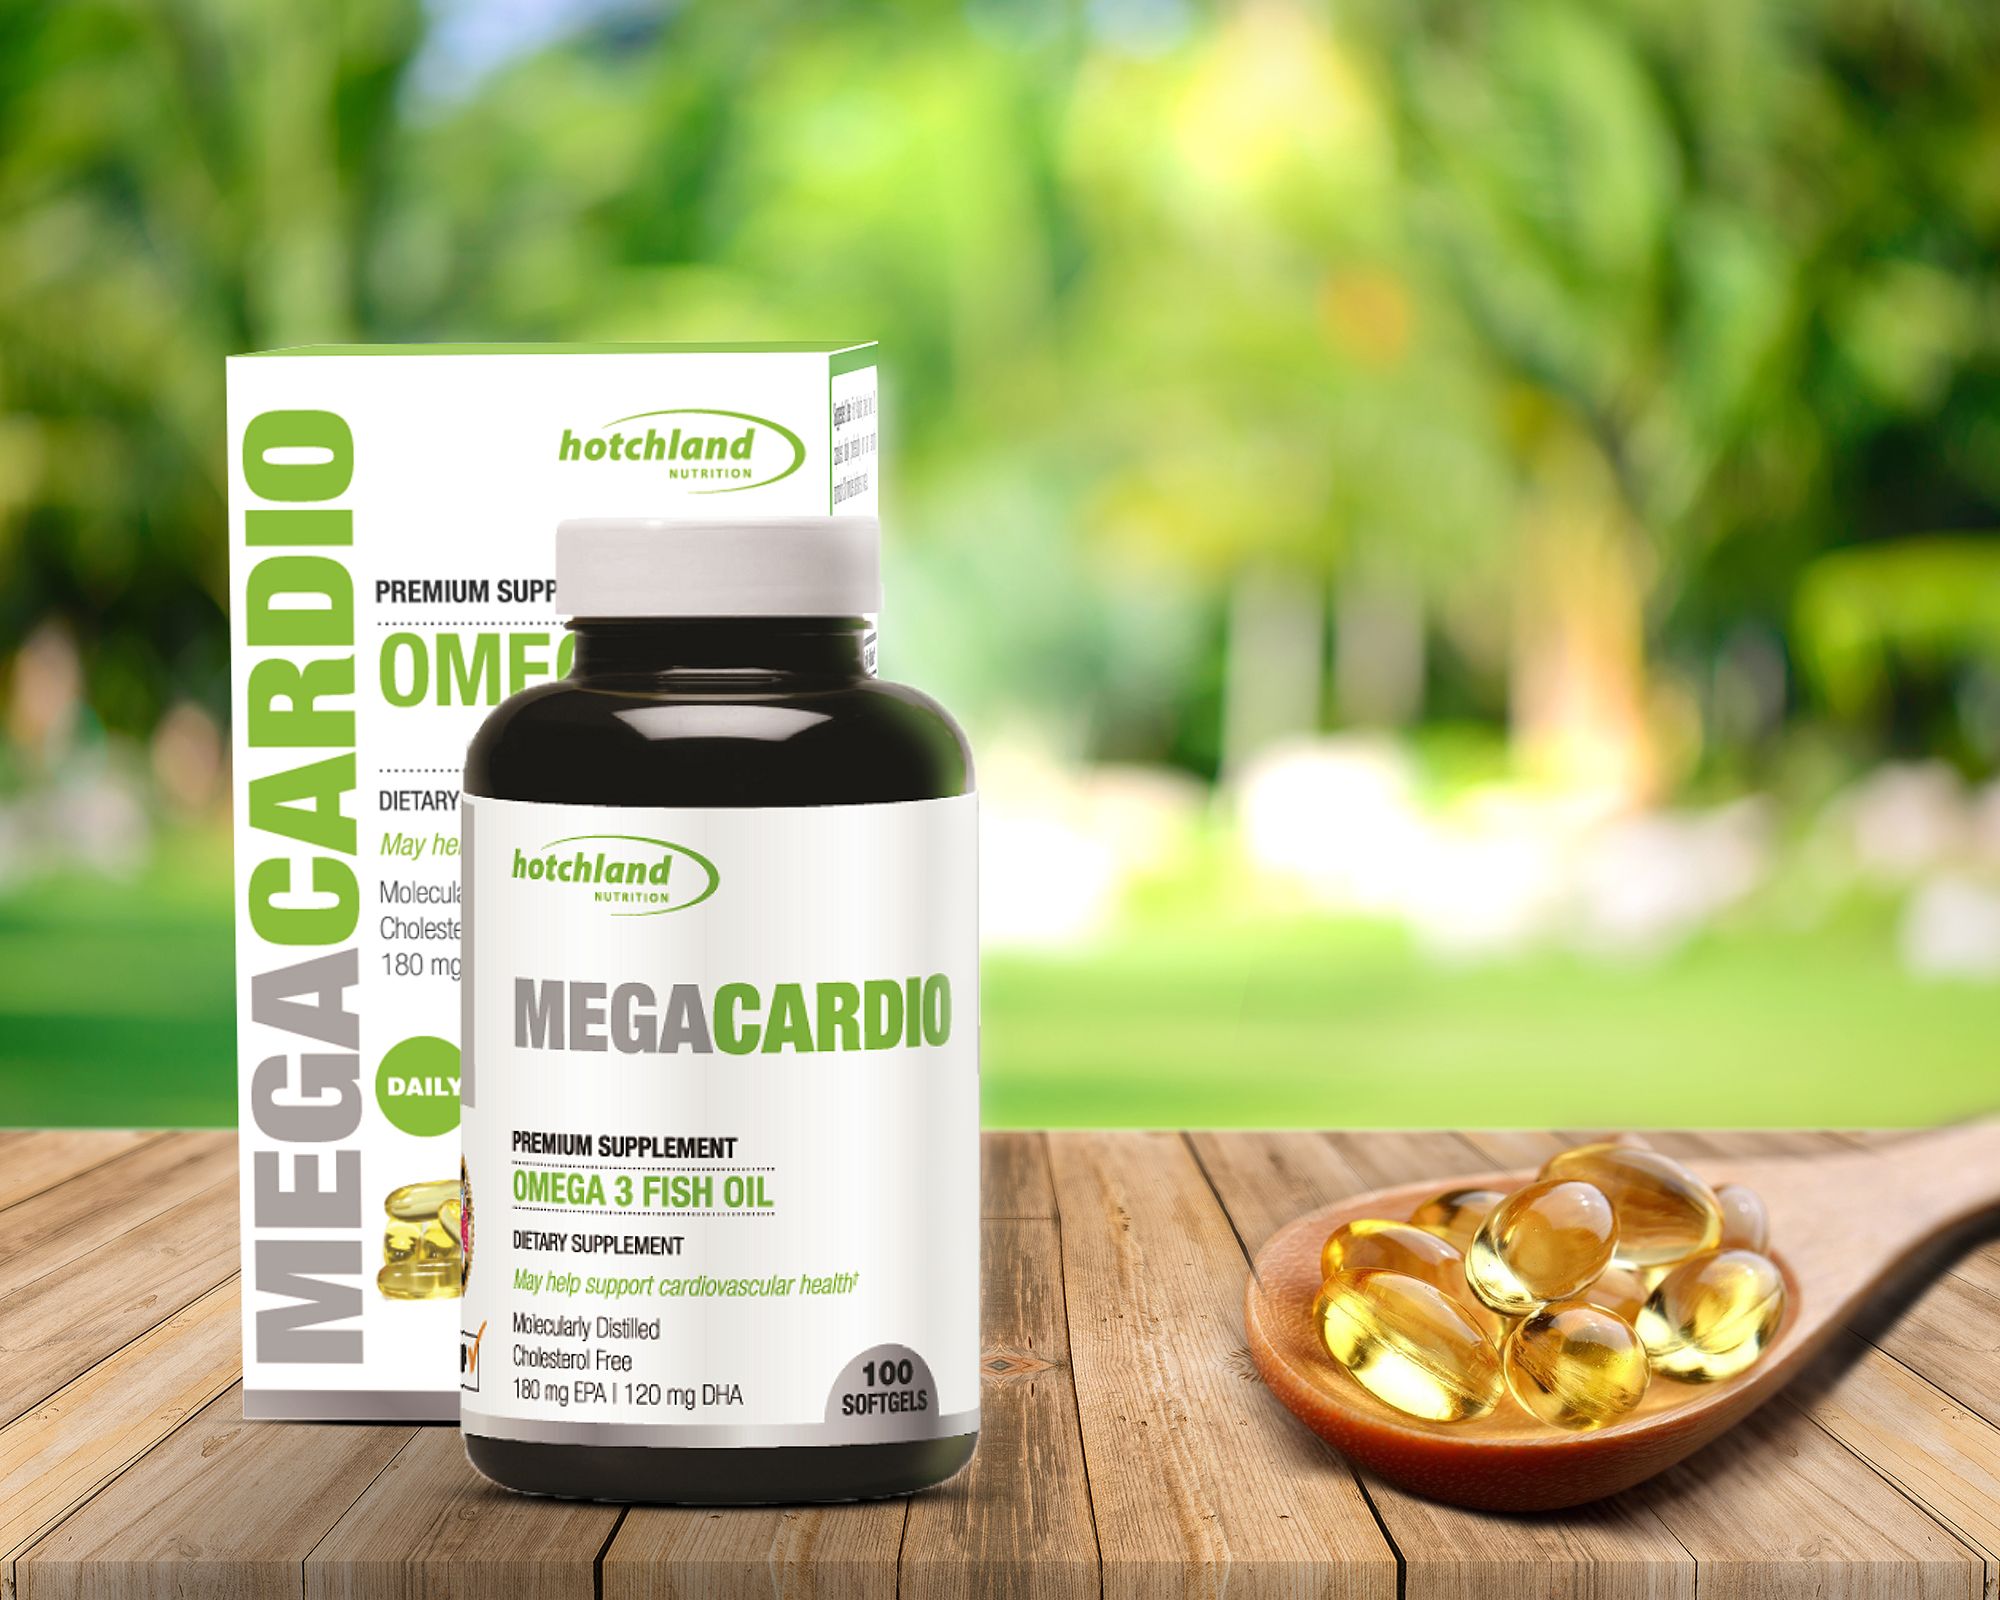 MEGACARDIO
hotchland
NUTRITION
PREMIUM SUPP
OMEG
DIETARY
May hel
Molecula
Choleste
180 mg
DAILY
hotchland
NUTRITION
MEGACARDIO
PREMIUM SUPPLEMENT
OMEGA 3 FISH OIL
DIETARY SUPPLEMENT
May help support cardiovascular health†
Molecularly Distilled
Cholesterol Free
180 mg EPA | 120 mg DHA
100
SOFTGELS